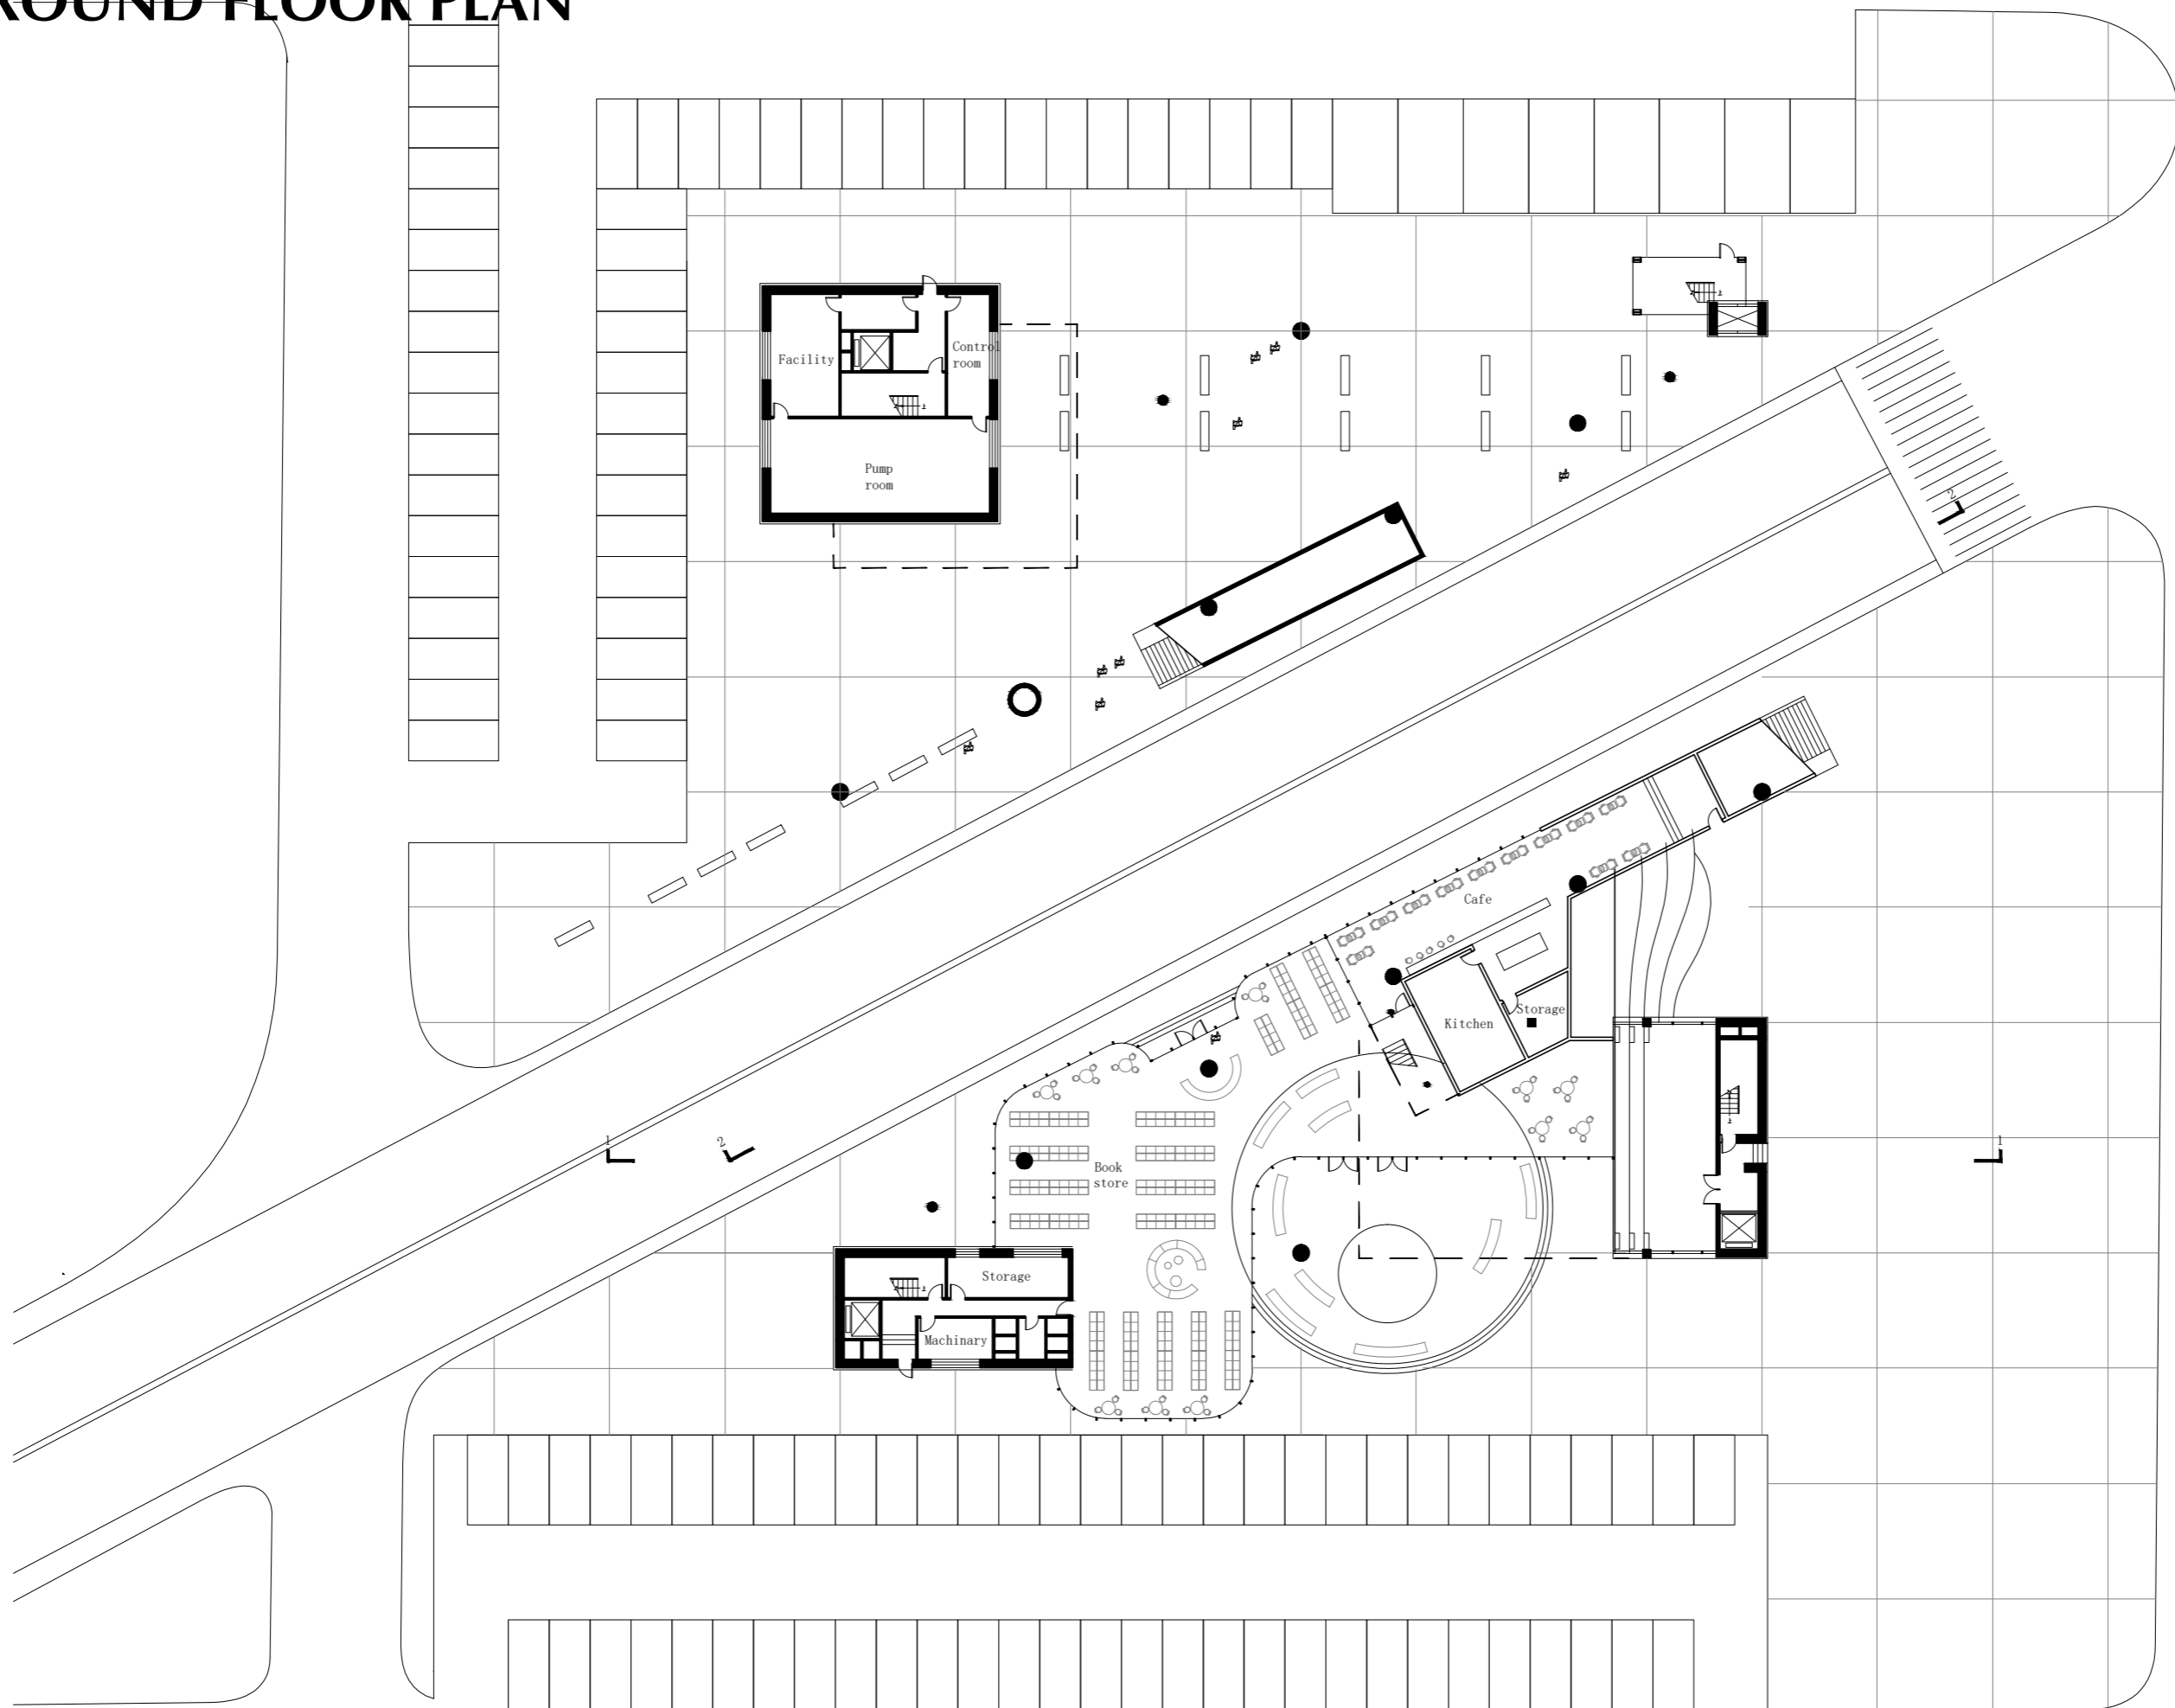 ROUND FLOOR PLAN
Facility
Control
room
Pump
room
2
Cafe
Storage
Kitchen
1
2
Book
store
1
Storage
Machinary